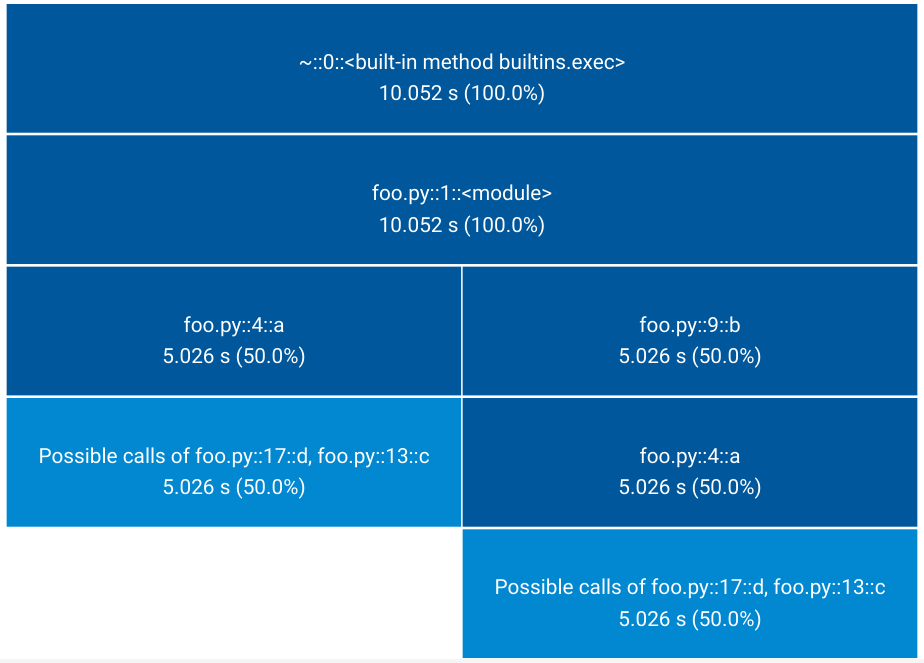 ~::0::<built-in method builtins.exec>
10.052 s (100.0%)
foo.py::1::<module>
10.052 s (100.0%)
foo.py::4::a
5.026 s (50.0%)
foo.py::9::b
5.026 s (50.0%)
Possible calls of foo.py::17::d, foo.py::13::c
5.026 s (50.0%)
foo.py::4::a
5.026 s (50.0%)
Possible calls of foo.py::17::d, foo.py::13::c
5.026 s (50.0%)